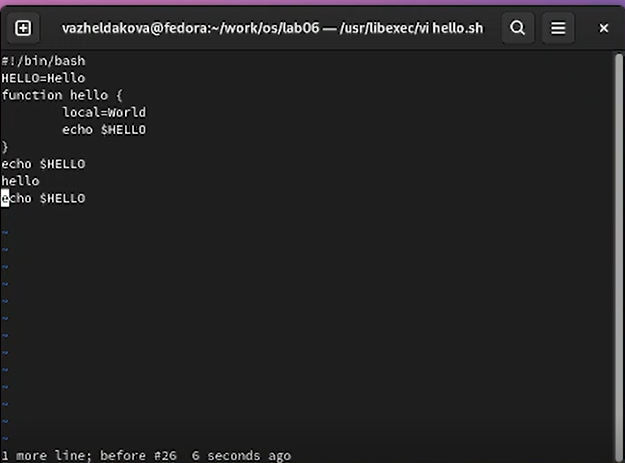 vazheldakova@fedora:~/work/os/lab06 — /usr/libexec/vi hello.sh
#!/bin/bash
HELLO=Hello
function hello {
        local=World
        echo $HELLO
}
echo $HELLO
hello
echo $HELLO
~
~
~
~
~
~
~
~
~
~
~
~
~
1 more line; before #26  6 seconds ago